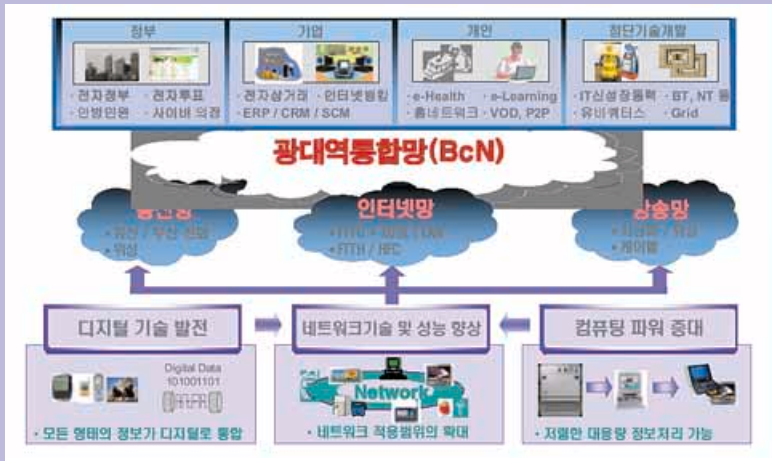 정부
기업
개인
첨단기술개발
·전자정부 ·전자투표
·안방민원 ·사이버 의정
·전자상거래 ·인터넷뱅킹
·ERP / CRM / SCM
·e-Health ·e-Learning
·홈네트워크 ·VOD, P2P
·IT신성장동력 ·BT, NT 등
·유비쿼터스 ·Grid
광대역통합망(BcN)
통신망
인터넷망
방송망
·위성
·FTTH / HFC
·케이블
디지털 기술 발전
네트워크기술 및 성능 향상
컴퓨팅 파워 증대
Digital Data
101001101
Network
• 모든 형태의 정보가 디지털로 통합
• 네트워크 적용범위의 확대
• 저렴한 대용량 정보처리 가능